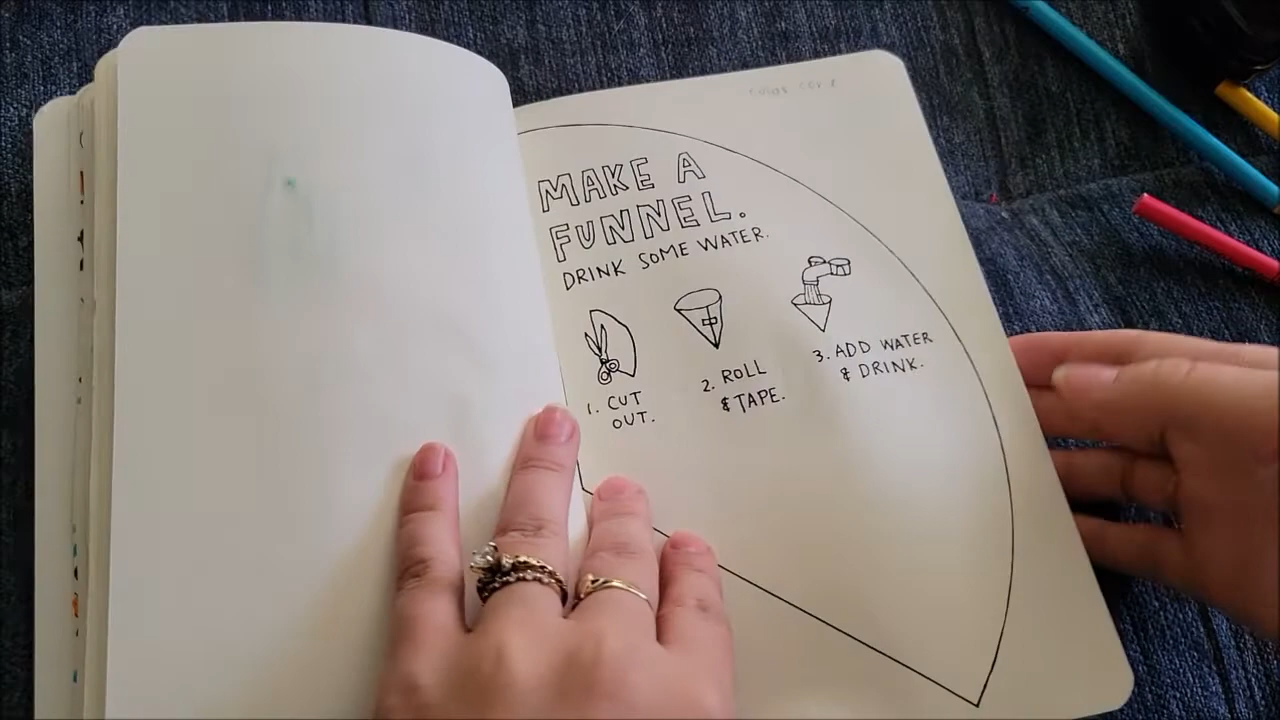 MAKE A
FUNNEL.
DRINK SOME WATER.
1. CUT
OUT.
2. ROLL
& TAPE.
3. ADD WATER
& DRINK.